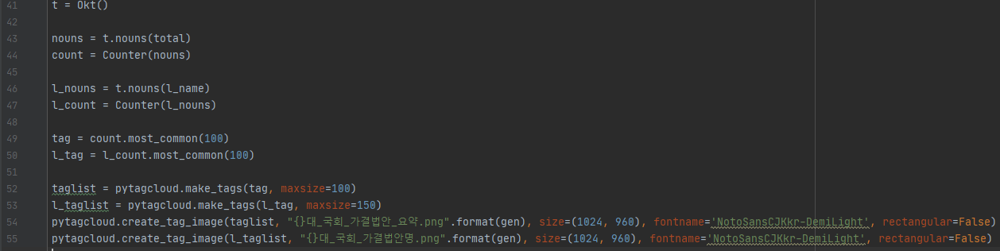 41 t = Okt()
42
43 nouns = t.nouns(total)
44 count = Counter(nouns)
45
46 l_nouns = t.nouns(l_name)
47 l_count = Counter(l_nouns)
48
49 tag = count.most_common(100)
50 l_tag = l_count.most_common(100)
51
52 taglist = pytagcloud.make_tags(tag, maxsize=100)
53 l_taglist = pytagcloud.make_tags(l_tag, maxsize=150)
54 pytagcloud.create_tag_image(taglist, "{}대_국회_가결법안_요약.png".format(gen), size=(1024, 960), fontname='NotoSansCJKkr-DemiLight', rectangular=False)
55 pytagcloud.create_tag_image(l_taglist, "{}대_국회_가결법안명.png".format(gen), size=(1024, 960), fontname='NotoSansCJKkr-DemiLight', rectangular=False)